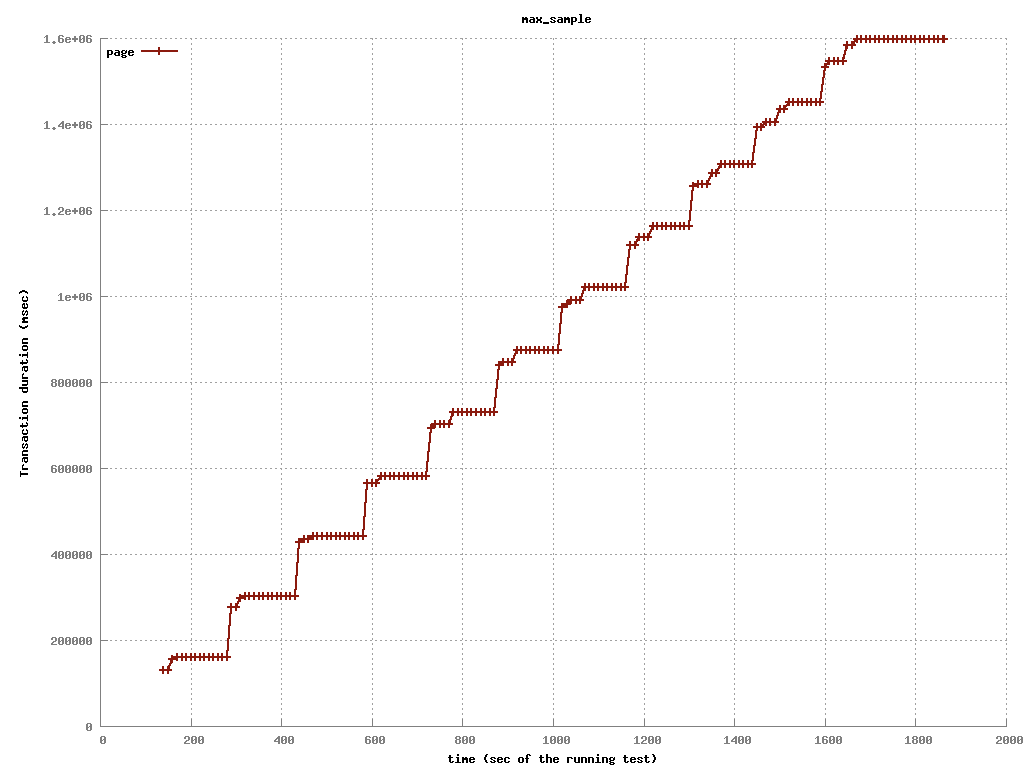 max_sample
page
1.6e+06
1.4e+06
1.2e+06
1e+06
800000
600000
400000
200000
0
Transaction duration (msec)
0 200 400 600 800 1000 1200 1400 1600 1800 2000
time (sec of the running test)